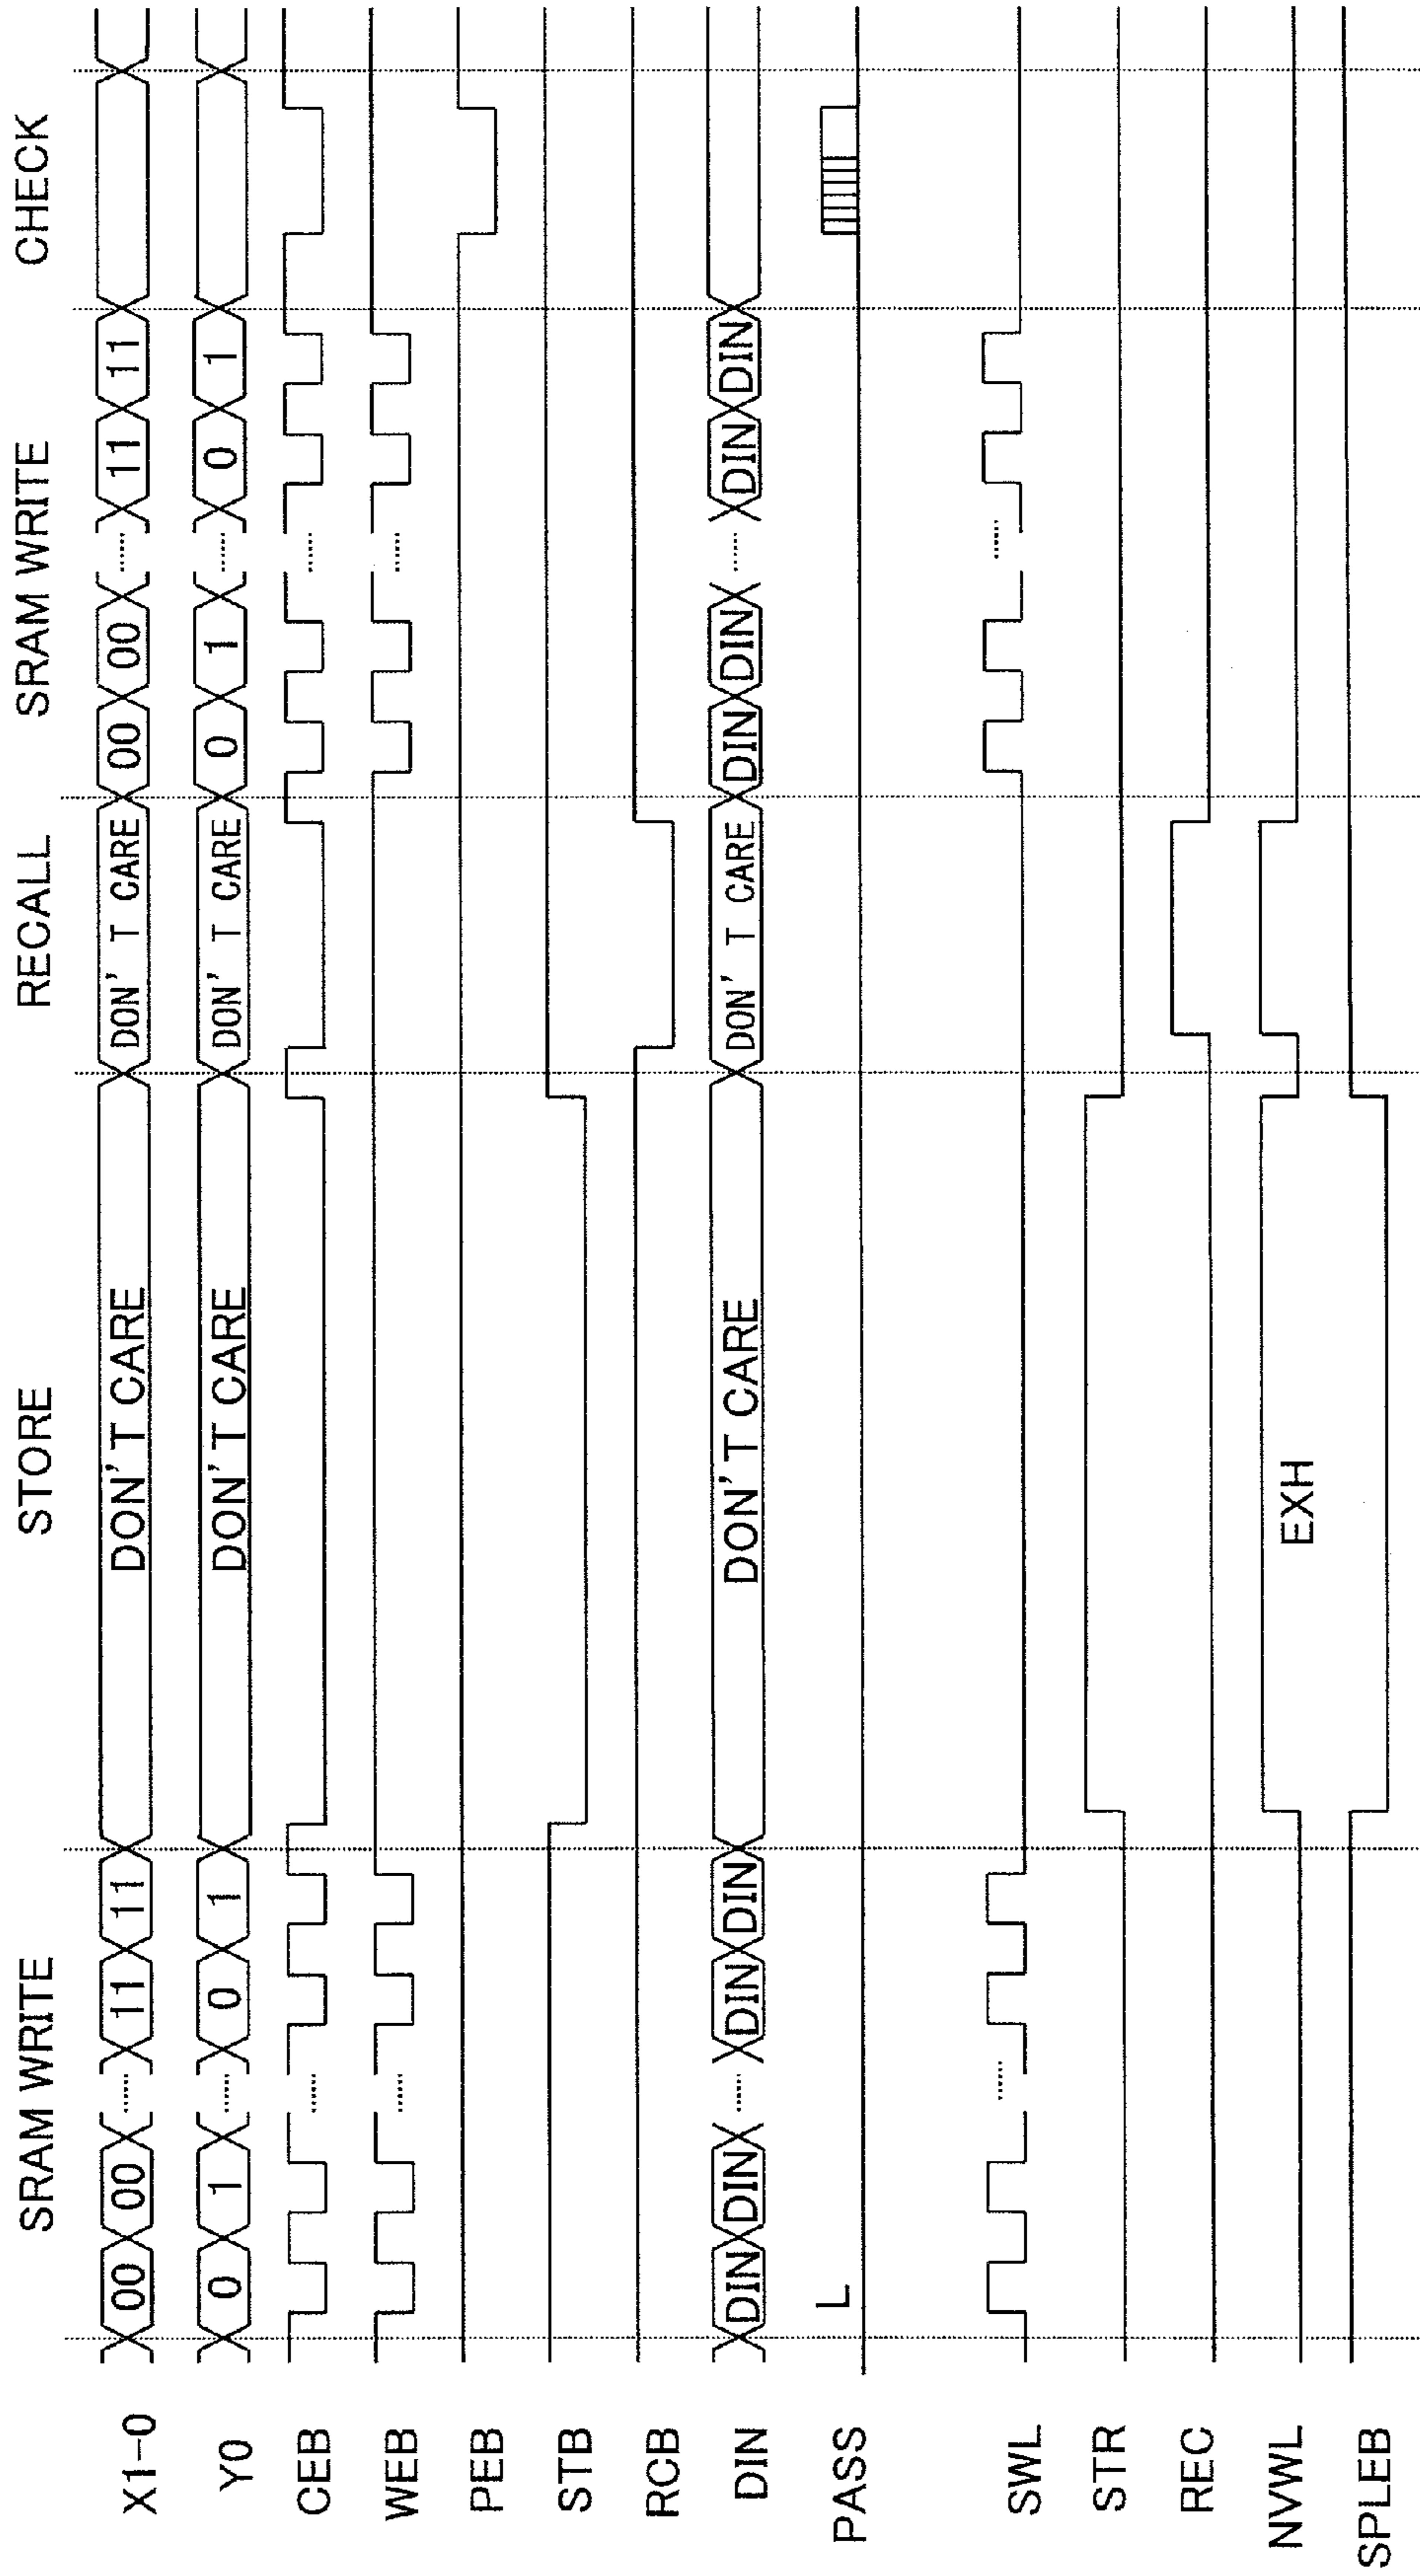 SRAM WRITE STORE RECALL SRAM WRITE CHECK
X1-0 00 00 ····· 11 11 DON'T CARE DON'T CARE 00 00 ····· 11 11
Y0 0 1 ····· 0 1 DON'T CARE DON'T CARE 0 1 ····· 0 1
CEB ····· ·····
WEB ····· ·····
PEB
STB
RCB
DIN DIN DIN ····· DIN DIN DON'T CARE DON'T CARE DIN DIN ····· DIN DIN
PASS L
SWL ····· ·····
STR
REC
NVWL EXH
SPLEB